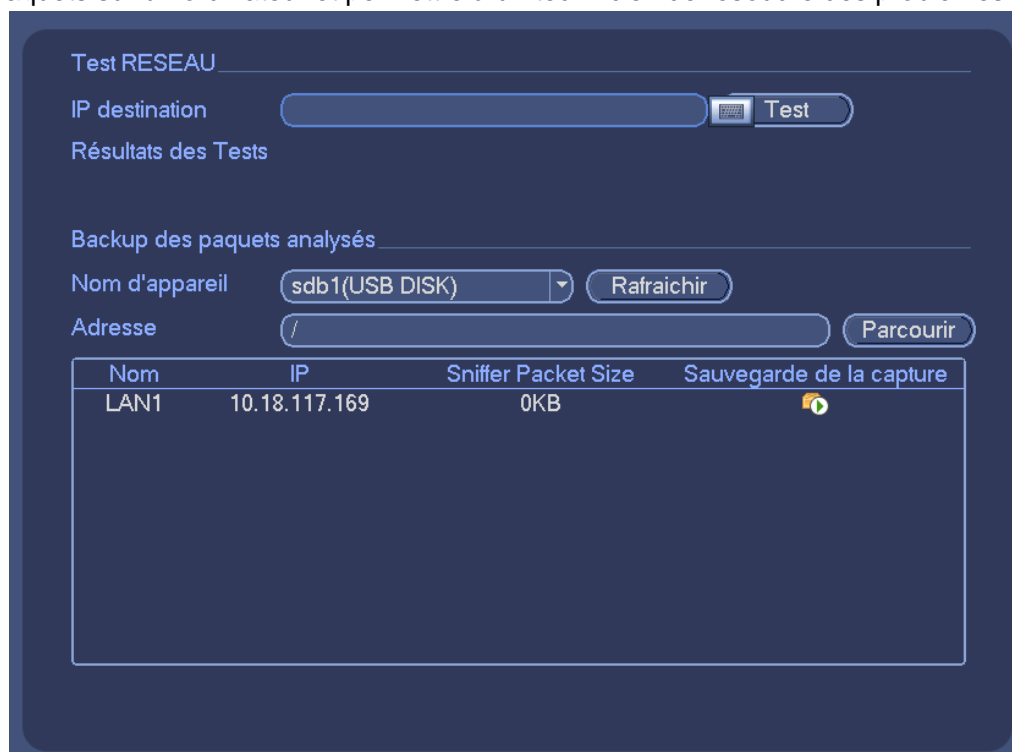 Test RESEAU
IP destination Test
Résultats des Tests
Backup des paquets analysés
Nom d'appareil sdb1(USB DISK) Rafraichir
Adresse / Parcourir
Nom IP Sniffer Packet Size Sauvegarde de la capture
LAN1 10.18.117.169 0KB